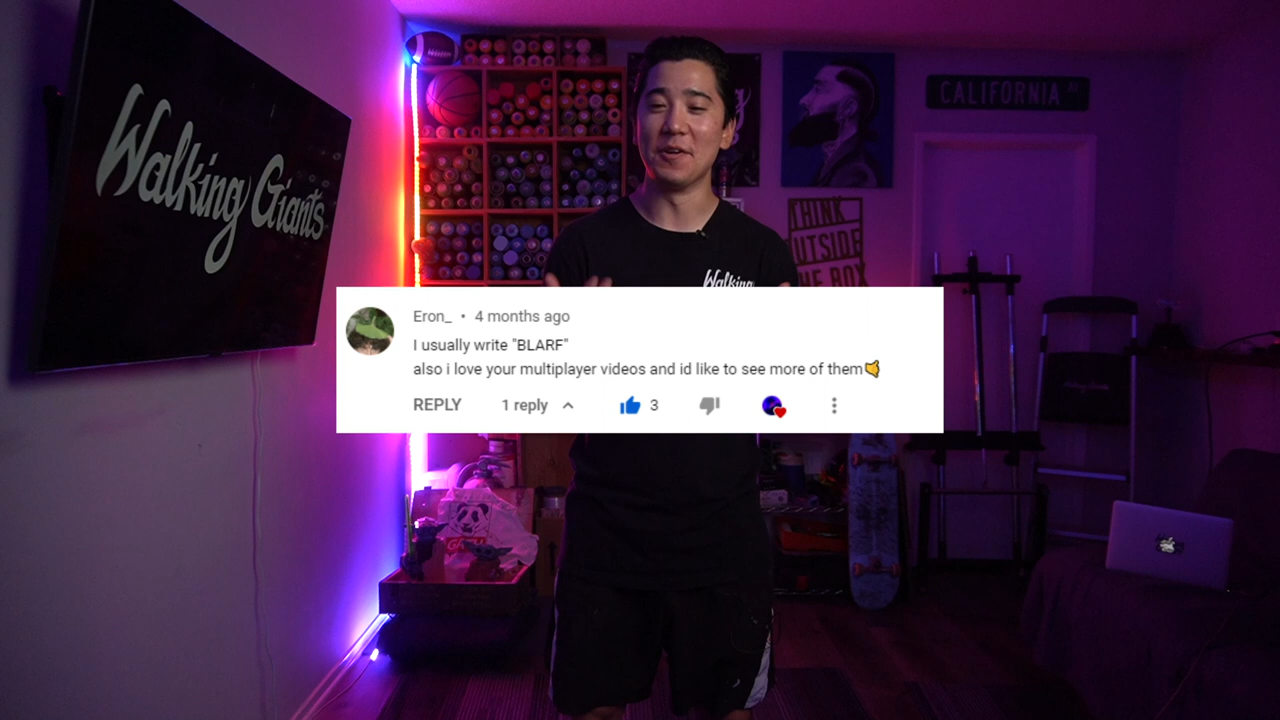 Walking Giants
CALIFORNIA
THINK
OUTSIDE
THE BOX
Walking
Eron_ • 4 months ago
I usually write "BLARF"
also i love your multiplayer videos and id like to see more of them🤙
REPLY 1 reply 3